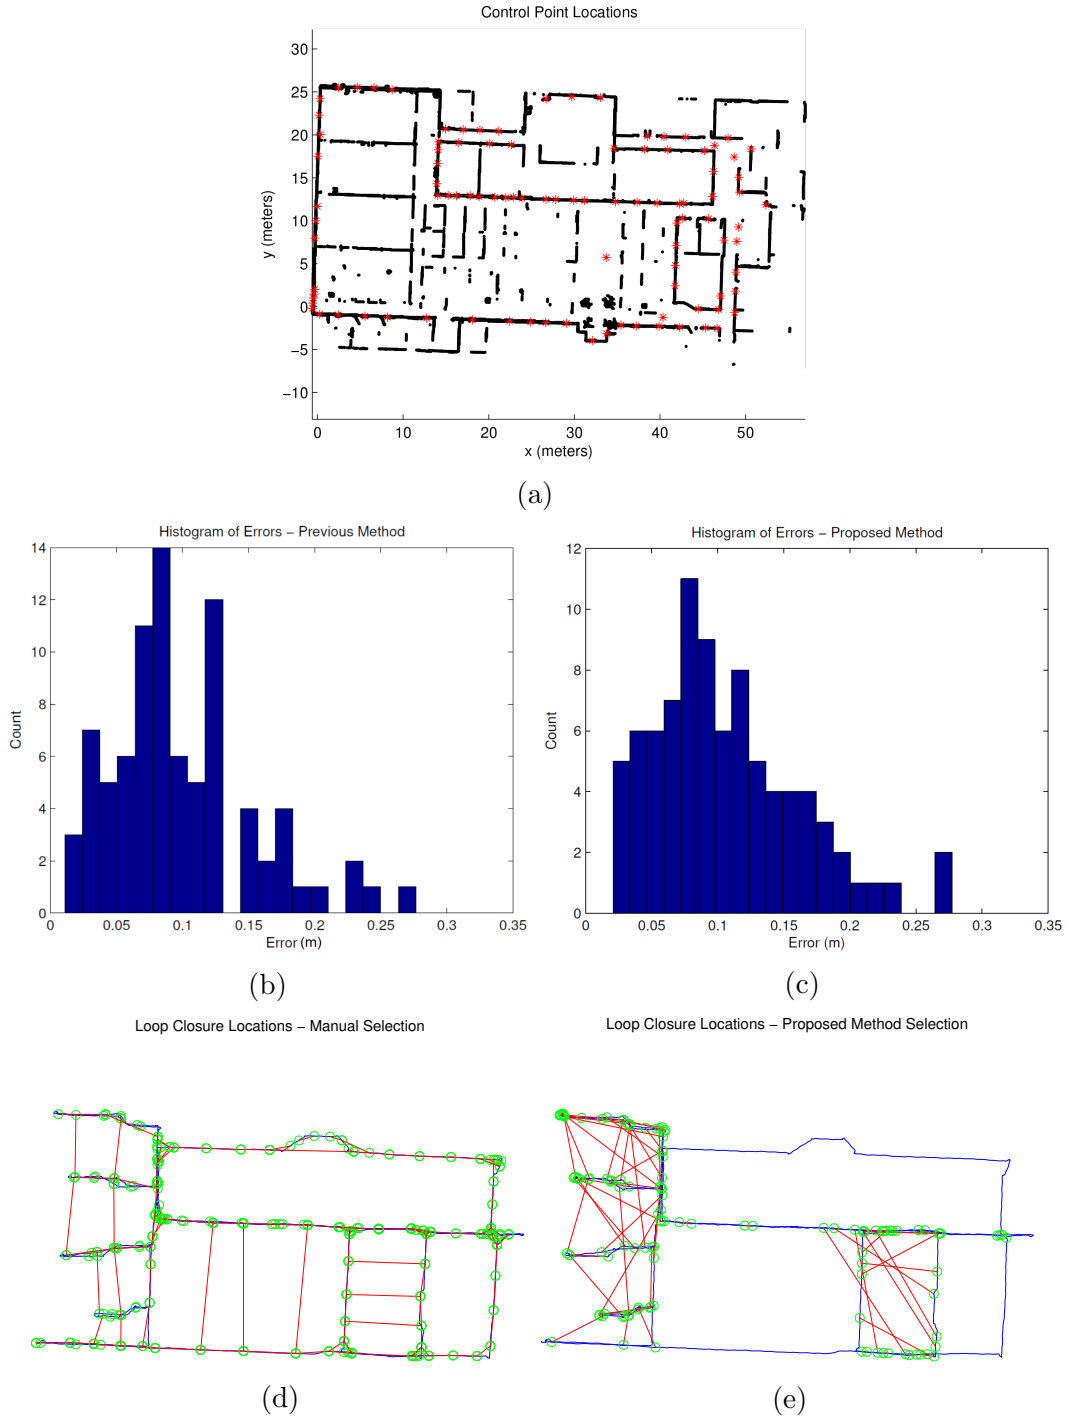 Control Point Locations
30
25
20
15
10
5
0
−5
−10
y (meters)
0 10 20 30 40 50
x (meters)
(a)
Histogram of Errors − Previous Method
14
12
10
8
6
4
2
0
Count
0 0.05 0.1 0.15 0.2 0.25 0.3 0.35
Error (m)
(b)
Histogram of Errors − Proposed Method
12
10
8
6
4
2
0
Count
0 0.05 0.1 0.15 0.2 0.25 0.3 0.35
Error (m)
(c)
Loop Closure Locations − Manual Selection
(d)
Loop Closure Locations − Proposed Method Selection
(e)